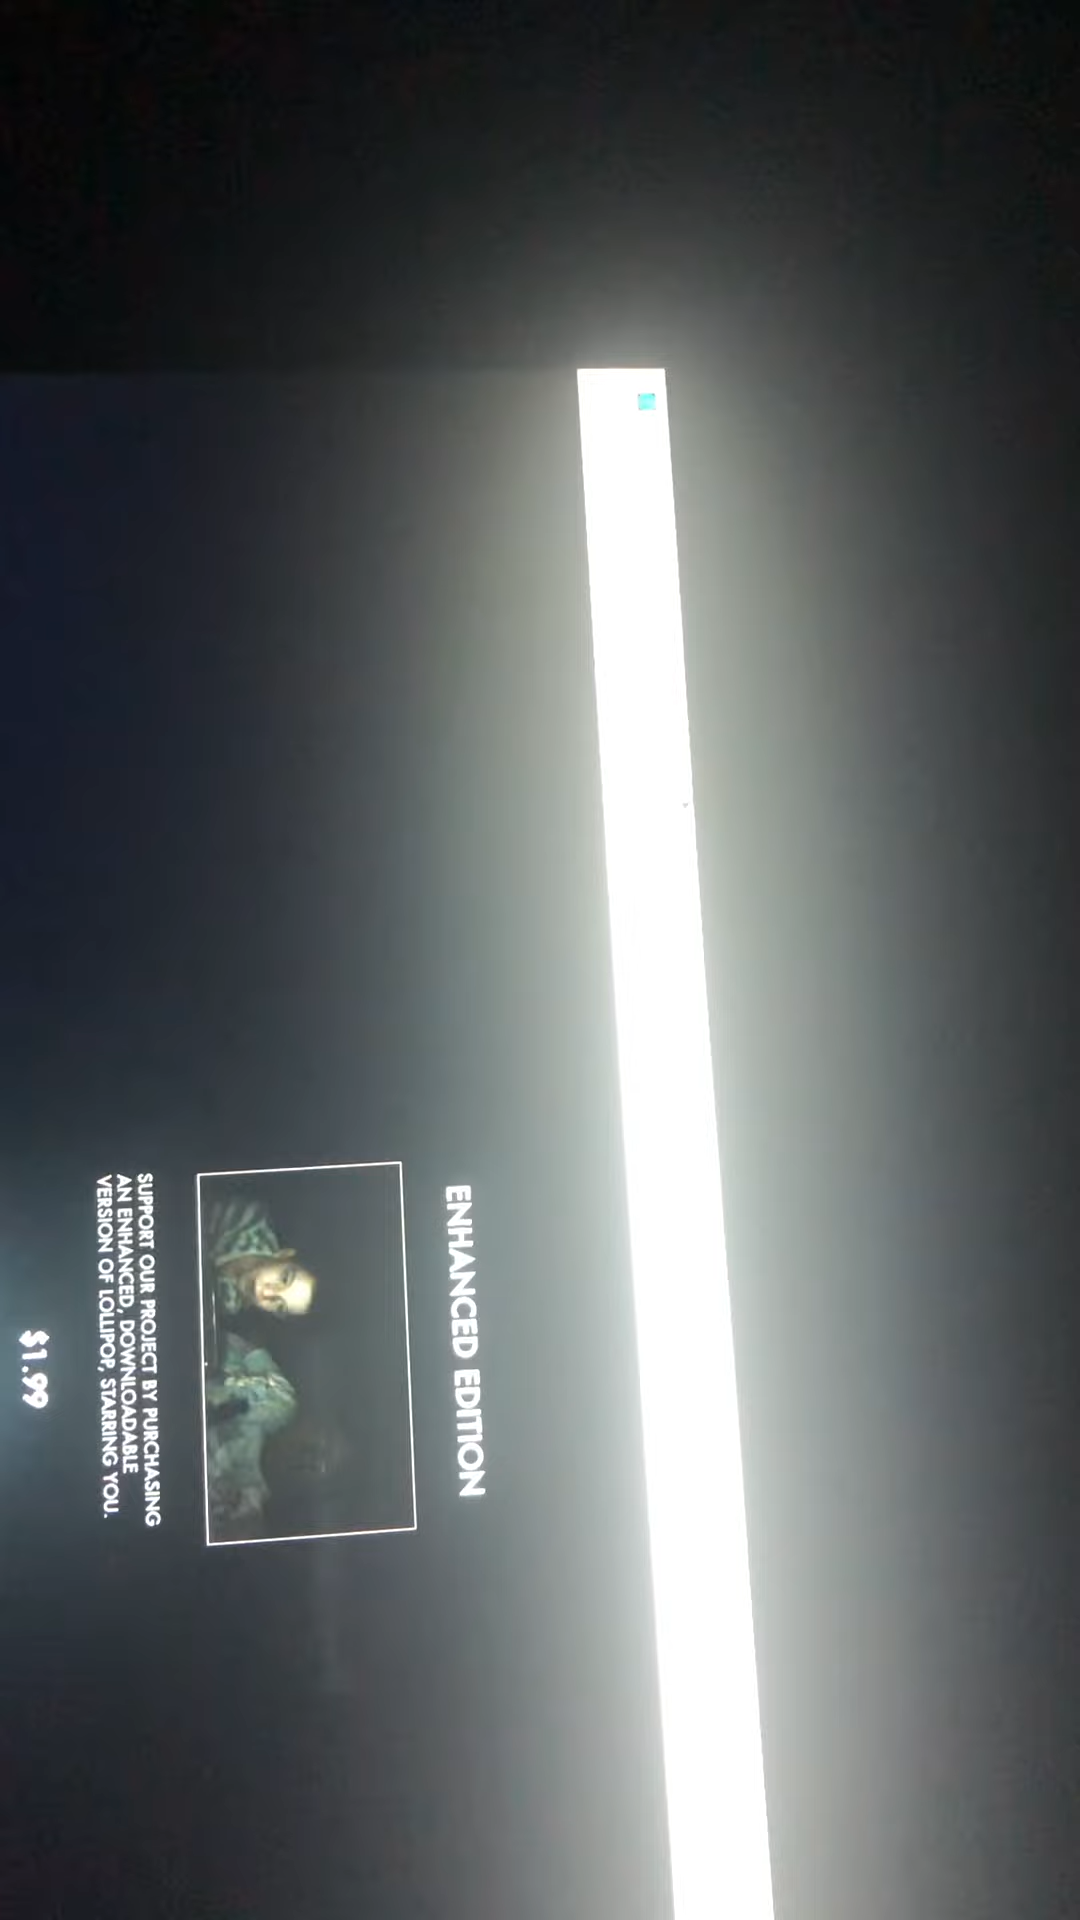 ENHANCED EDITION
SUPPORT OUR PROJECT BY PURCHASING
AN ENHANCED, DOWNLOADABLE
VERSION OF LOLLIPOP, STARRING YOU.
$1.99